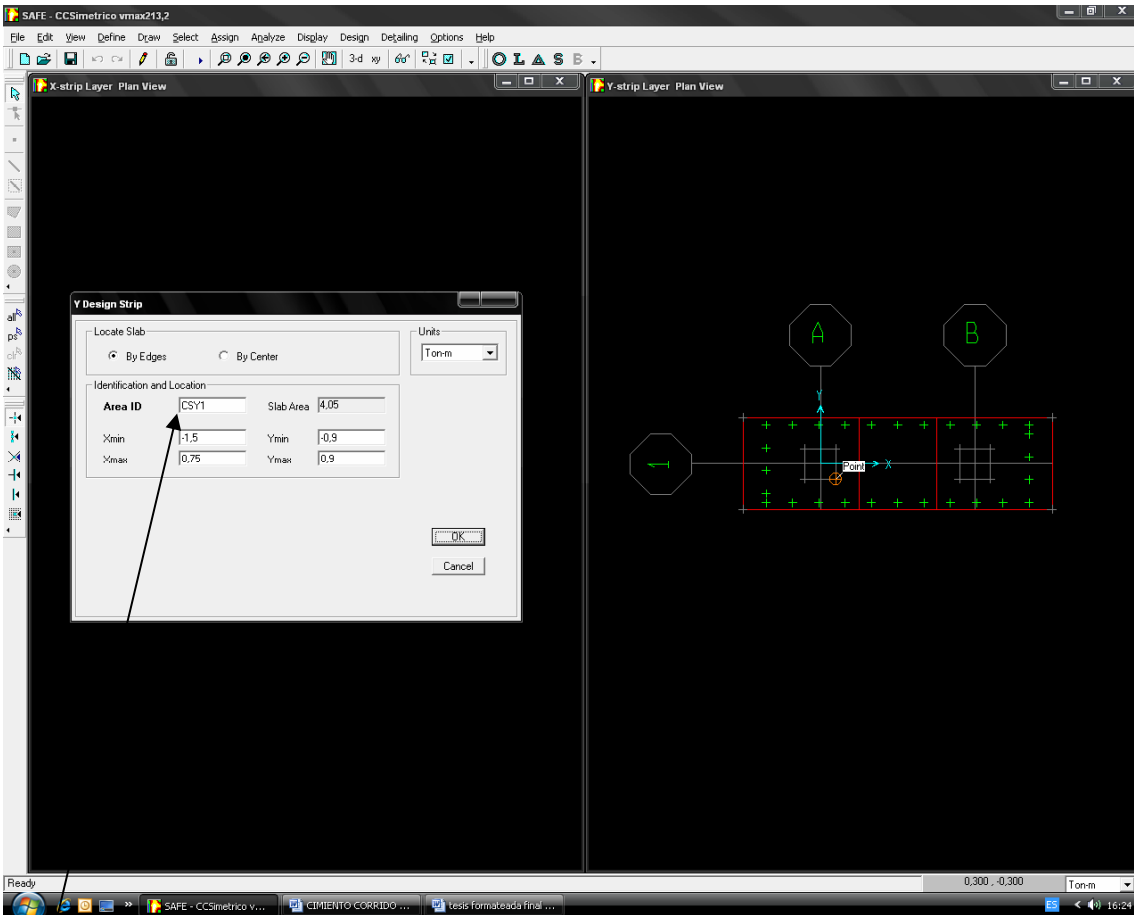 SAFE - CCSimetrico vmax213,2
File Edit View Define Draw Select Assign Analyze Display Design Detailing Options Help
3-d xy O L A S B
X-strip Layer Plan View
Y-strip Layer Plan View
all
ps
clr
Y Design Strip
Locate Slab
By Edges By Center
Units
Ton-m
Identification and Location
Area ID CSY1 Slab Area 4,05
Xmin -1,5 Ymin -0,9
Xmax 0,75 Ymax 0,9
OK
Cancel
A B
Y
1 Point X
Ready 0,300 , -0,300 Ton-m
» SAFE - CCSimetrico v... CIMIENTO CORRIDO ... tesis formateada final ... ES 16:24